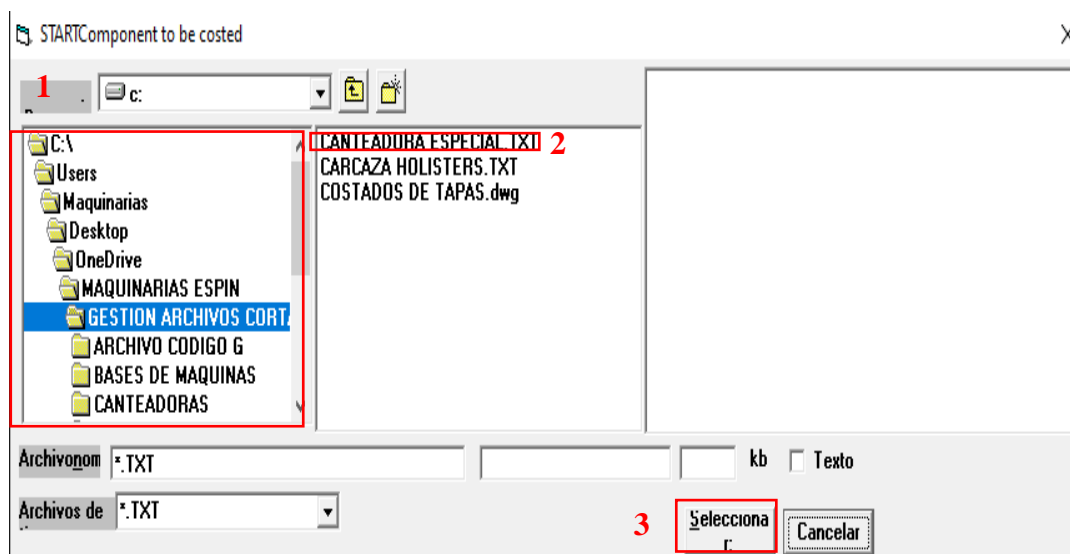 STARTComponent to be costed
1
c:
C:\
Users
Maquinarias
Desktop
OneDrive
MAQUINARIAS ESPIN
GESTION ARCHIVOS CORTA
ARCHIVO CODIGO G
BASES DE MAQUINAS
CANTEADORAS
CANTEADORA ESPECIAL.TXT 2
CARCAZA HOLISTERS.TXT
COSTADOS DE TAPAS.dwg
Archivonom *.TXT kb Texto
Archivos de *.TXT
3 Selecciona
r: Cancelar